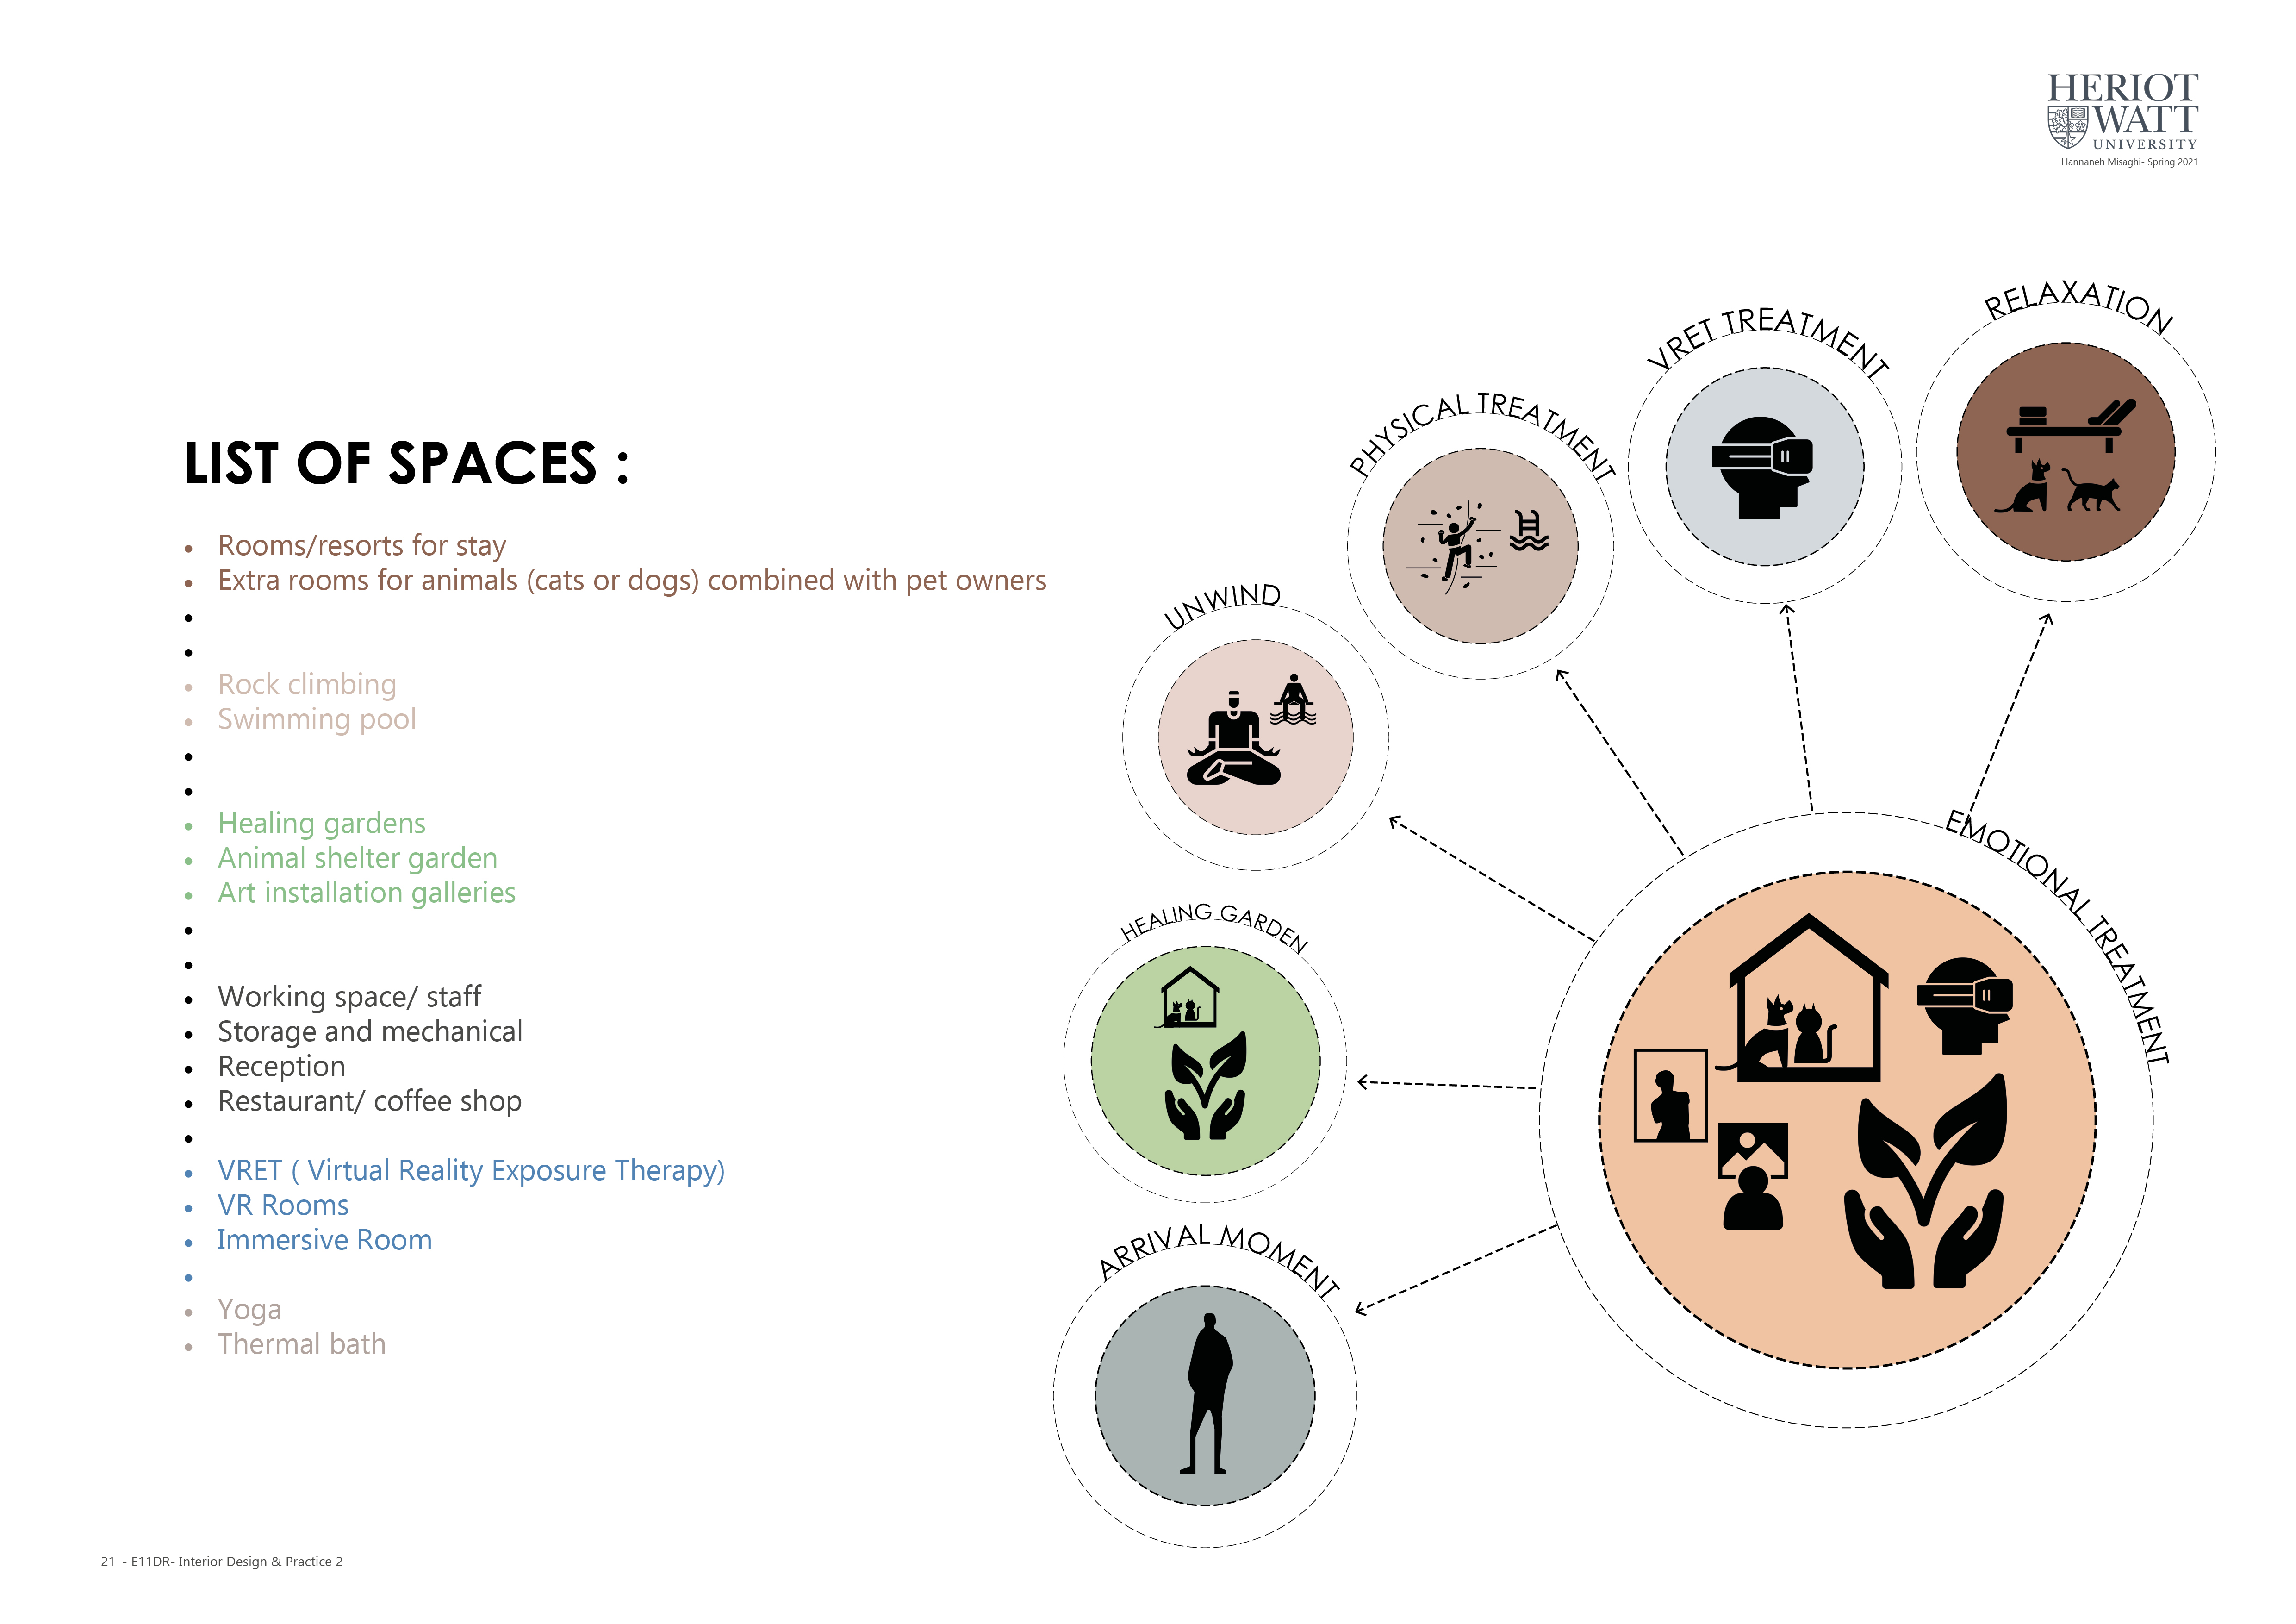 HERIOT
WATT
UNIVERSITY
Hannaneh Misaghi- Spring 2021
LIST OF SPACES :
• Rooms/resorts for stay
• Extra rooms for animals (cats or dogs) combined with pet owners
•
•
• Rock climbing
• Swimming pool
•
•
• Healing gardens
• Animal shelter garden
• Art installation galleries
•
•
• Working space/ staff
• Storage and mechanical
• Reception
• Restaurant/ coffee shop
•
• VRET ( Virtual Reality Exposure Therapy)
• VR Rooms
• Immersive Room
•
• Yoga
• Thermal bath
RELAXATION
VRET TREATMENT
PHYSICAL TREATMENT
UNWIND
HEALING GARDEN
ARRIVAL MOMENT
EMOTIONAL TREATMENT
21 - E11DR- Interior Design & Practice 2